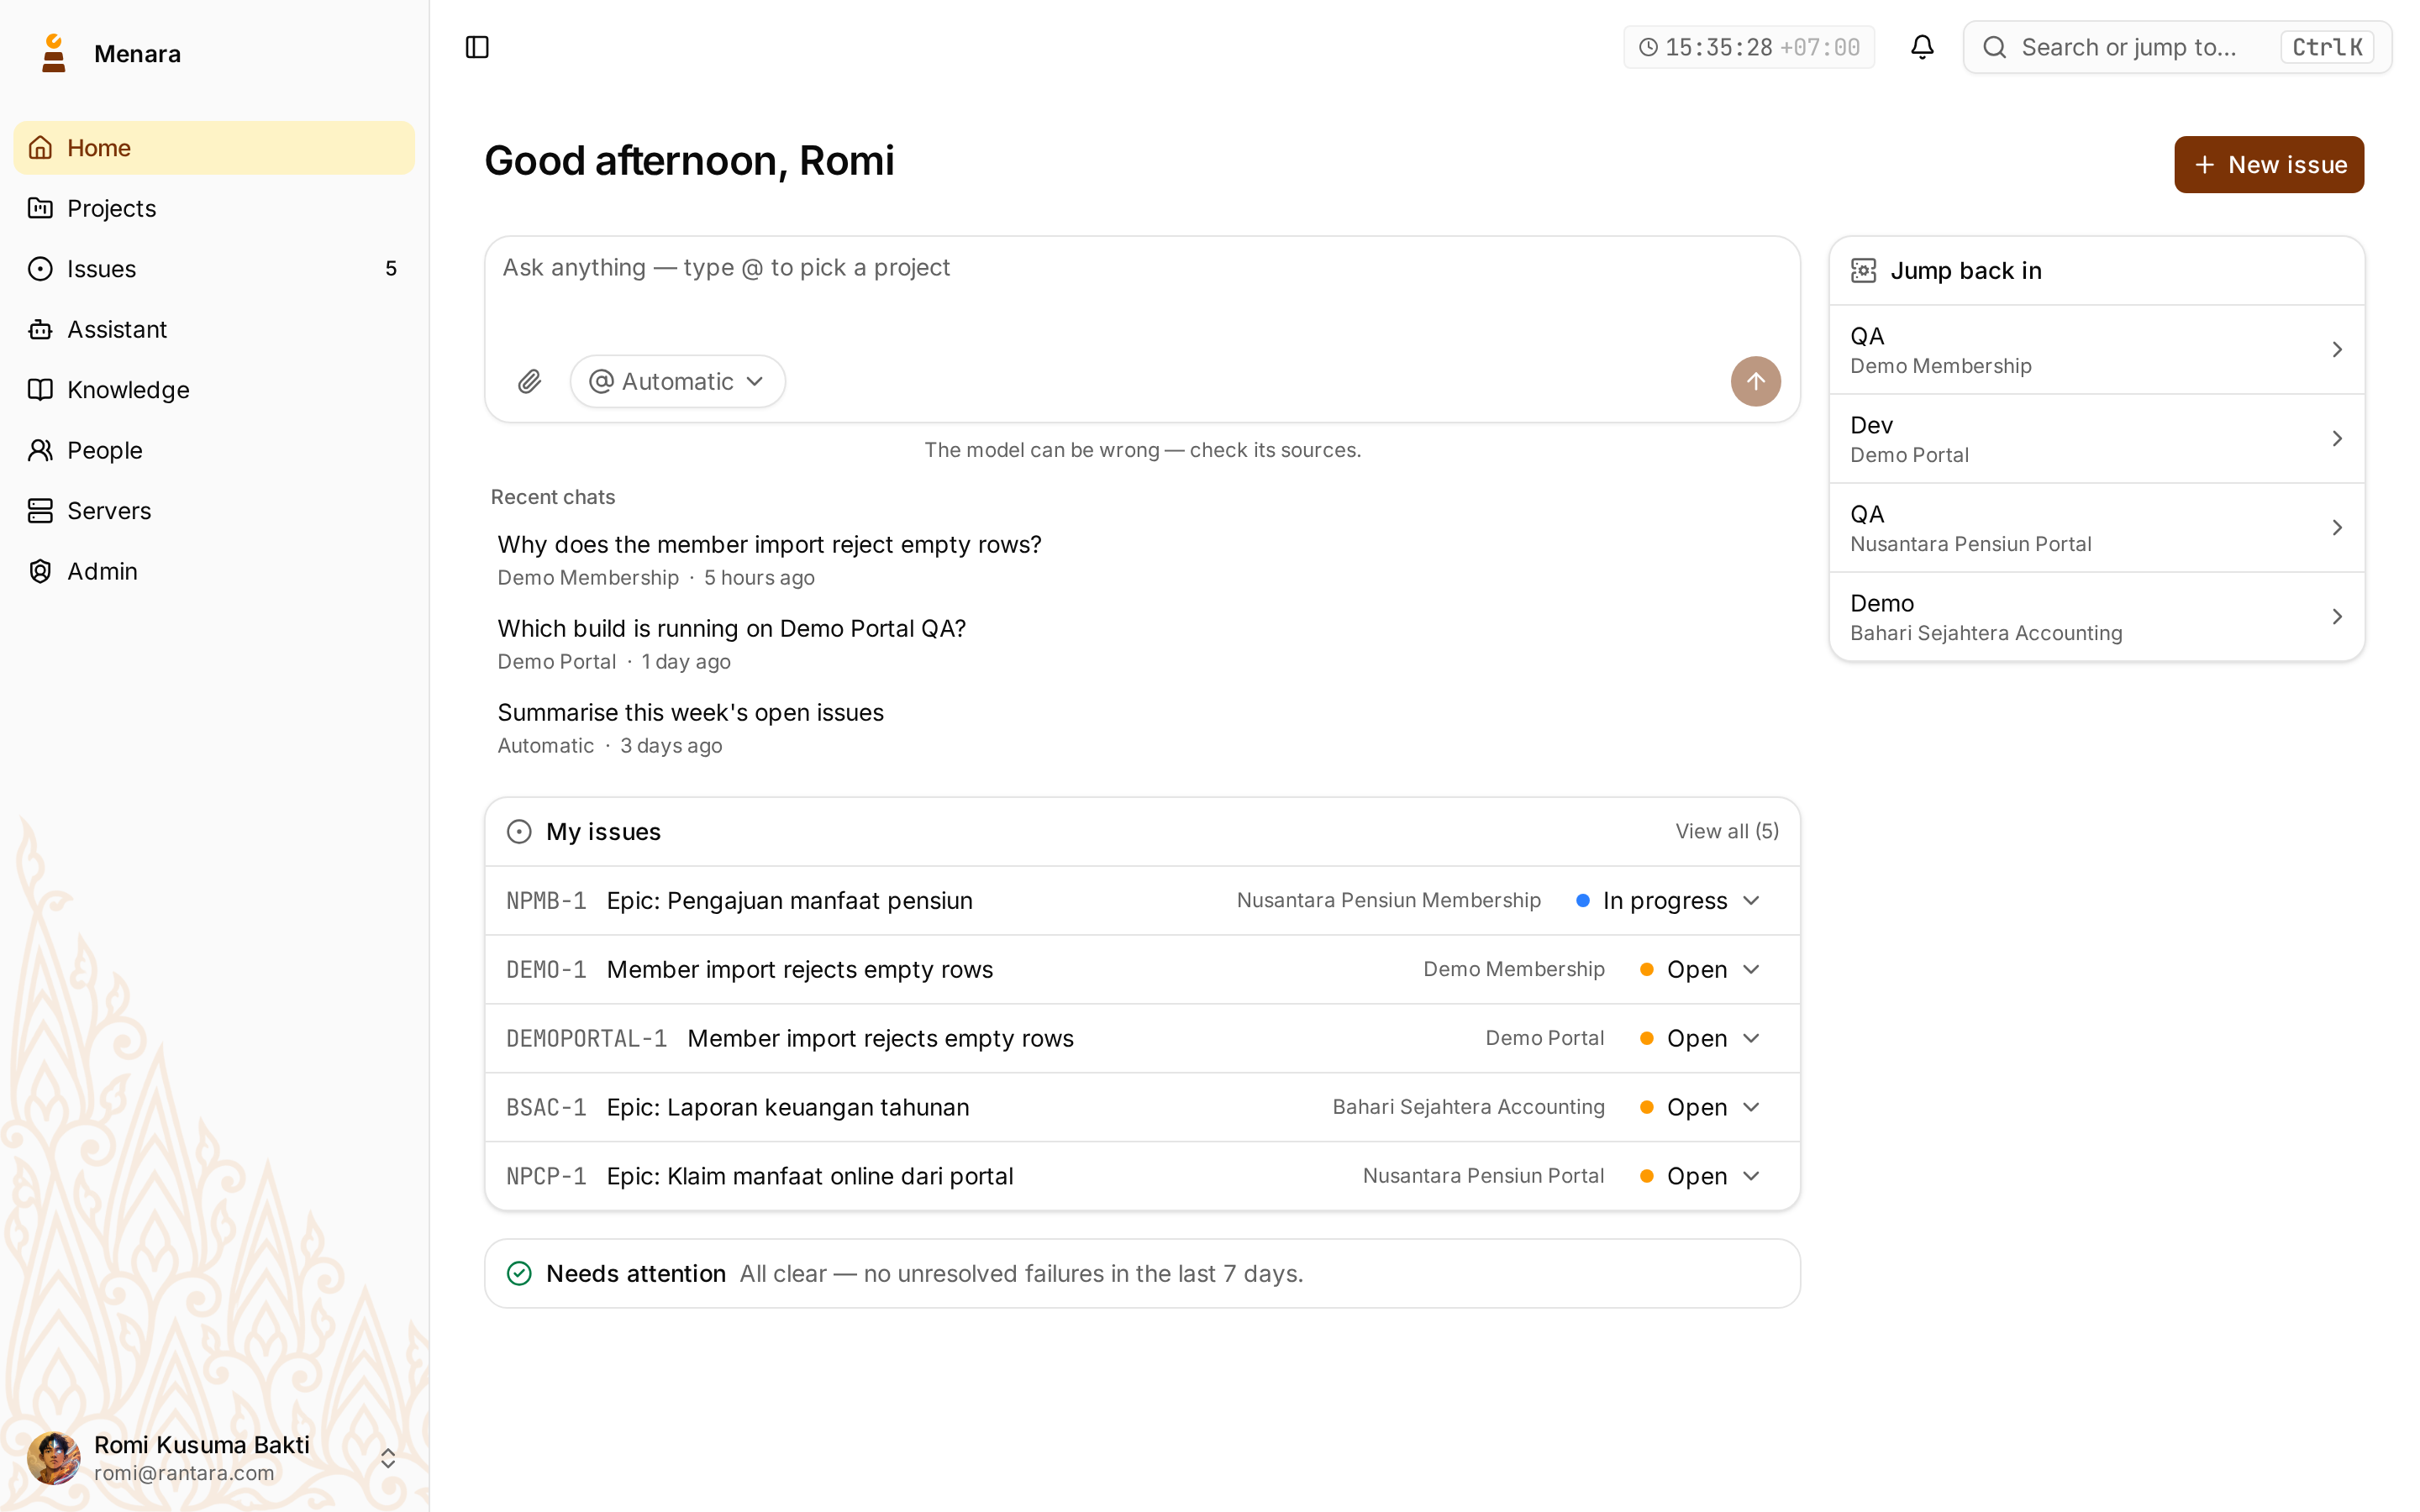 Menara
Home
Projects
Issues 5
Assistant
Knowledge
People
Servers
Admin
Romi Kusuma Bakti
romi@rantara.com
15:35:28 +07:00
Search or jump to...
Ctrl K
Good afternoon, Romi
New issue
Ask anything — type @ to pick a project
Automatic
The model can be wrong — check its sources.
Recent chats
Why does the member import reject empty rows?
Demo Membership · 5 hours ago
Which build is running on Demo Portal QA?
Demo Portal · 1 day ago
Summarise this week's open issues
Automatic · 3 days ago
My issues View all (5)
NPMB-1 Epic: Pengajuan manfaat pensiun Nusantara Pensiun Membership In progress
DEMO-1 Member import rejects empty rows Demo Membership Open
DEMOPORTAL-1 Member import rejects empty rows Demo Portal Open
BSAC-1 Epic: Laporan keuangan tahunan Bahari Sejahtera Accounting Open
NPCP-1 Epic: Klaim manfaat online dari portal Nusantara Pensiun Portal Open
Needs attention All clear — no unresolved failures in the last 7 days.
Jump back in
QA
Demo Membership
Dev
Demo Portal
QA
Nusantara Pensiun Portal
Demo
Bahari Sejahtera Accounting